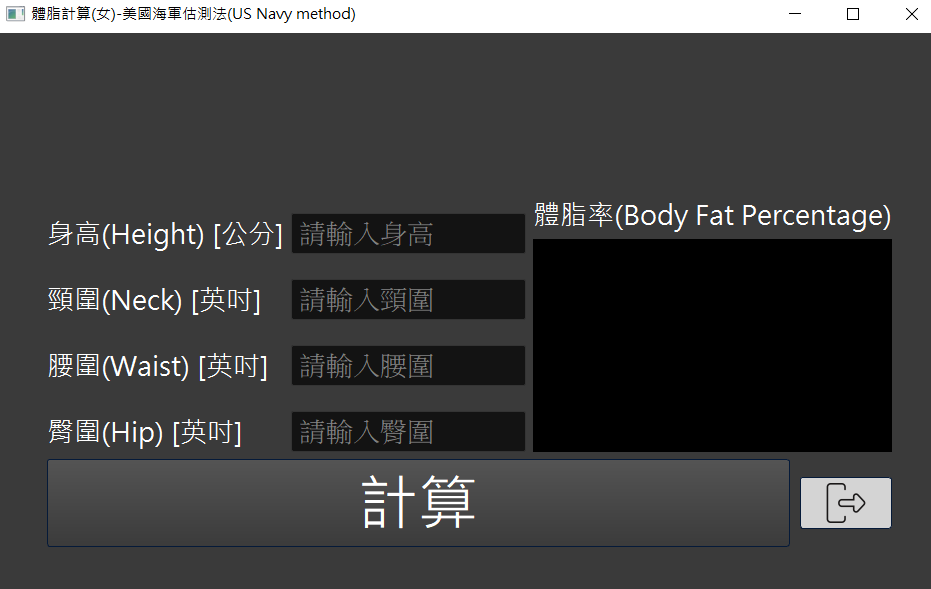 體脂計算(女)-美國海軍估測法(US Navy method)
體脂率(Body Fat Percentage)
身高(Height) [公分] 請輸入身高
頸圍(Neck) [英吋] 請輸入頸圍
腰圍(Waist) [英吋] 請輸入腰圍
臀圍(Hip) [英吋] 請輸入臀圍
計算